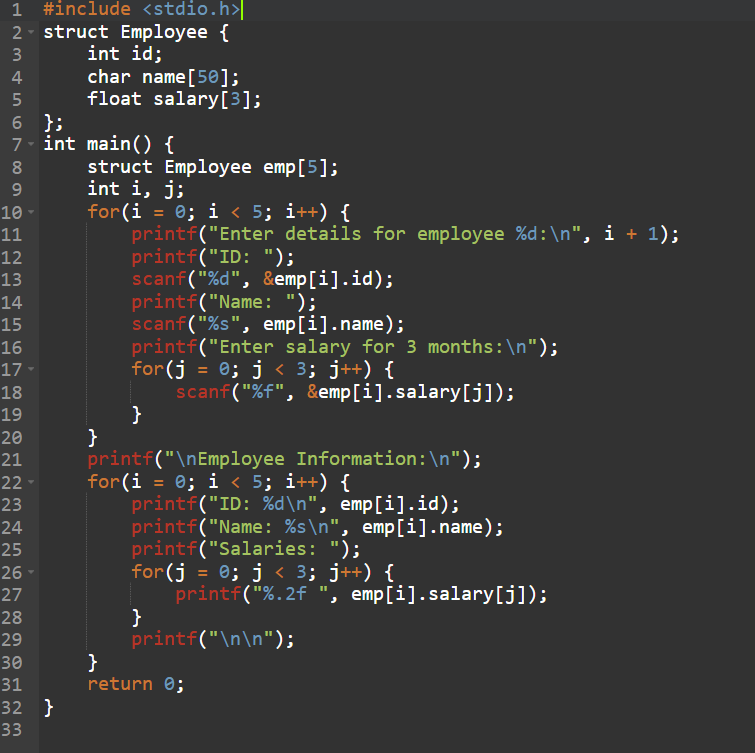 1 #include <stdio.h>
2 struct Employee {
3     int id;
4     char name[50];
5     float salary[3];
6 };
7 int main() {
8     struct Employee emp[5];
9     int i, j;
10     for(i = 0; i < 5; i++) {
11         printf("Enter details for employee %d:\n", i + 1);
12         printf("ID: ");
13         scanf("%d", &emp[i].id);
14         printf("Name: ");
15         scanf("%s", emp[i].name);
16         printf("Enter salary for 3 months:\n");
17         for(j = 0; j < 3; j++) {
18             scanf("%f", &emp[i].salary[j]);
19         }
20     }
21     printf("\nEmployee Information:\n");
22     for(i = 0; i < 5; i++) {
23         printf("ID: %d\n", emp[i].id);
24         printf("Name: %s\n", emp[i].name);
25         printf("Salaries: ");
26         for(j = 0; j < 3; j++) {
27             printf("%.2f ", emp[i].salary[j]);
28         }
29         printf("\n\n");
30     }
31     return 0;
32 }
33